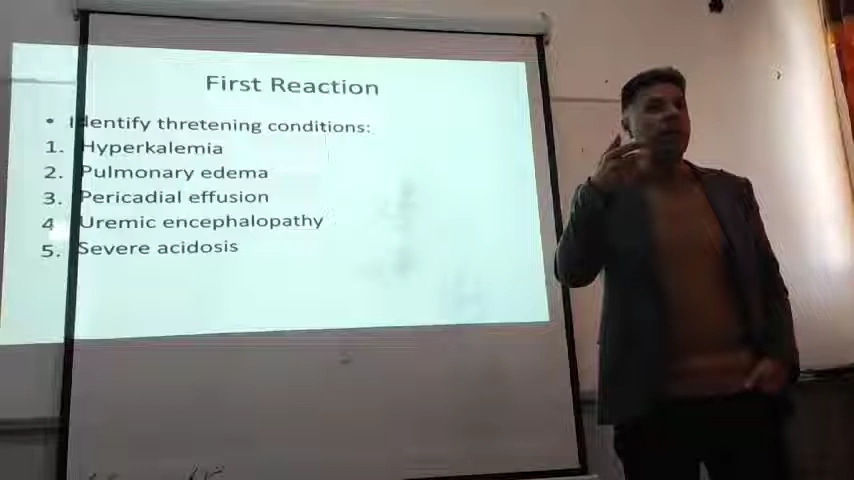 First Reaction
• Identify thretening conditions:
1. Hyperkalemia
2. Pulmonary edema
3. Pericadial effusion
4 Uremic encephalopathy
5. Severe acidosis